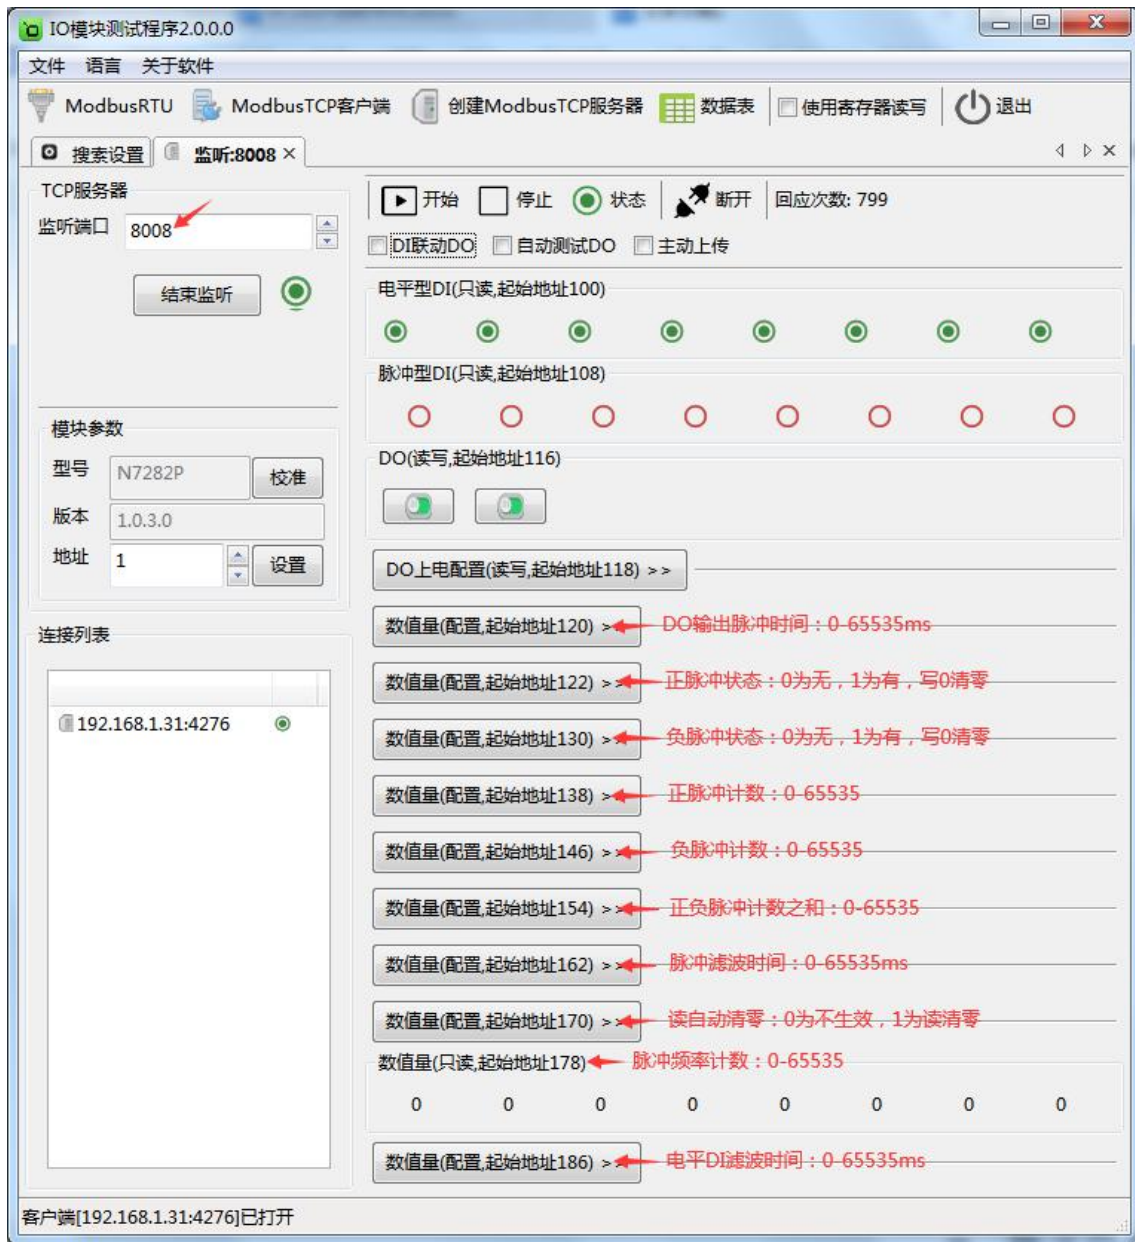 IO模块测试程序2.0.0.0
文件 语言 关于软件
ModbusRTU ModbusTCP客户端 创建ModbusTCP服务器 数据表 使用寄存器读写 退出
搜索设置 监听:8008
TCP服务器
监听端口 8008
结束监听
模块参数
型号 N7282P 校准
版本 1.0.3.0
地址 1 设置
连接列表
192.168.1.31:4276
开始 停止 状态 断开 回应次数: 799
DI联动DO 自动测试DO 主动上传
电平型DI(只读,起始地址100)
脉冲型DI(只读,起始地址108)
DO(读写,起始地址116)
DO上电配置(读写,起始地址118) >>
数值量(配置,起始地址120) >> DO输出脉冲时间：0-65535ms
数值量(配置,起始地址122) >> 正脉冲状态：0为无，1为有，写0清零
数值量(配置,起始地址130) >> 负脉冲状态：0为无，1为有，写0清零
数值量(配置,起始地址138) >> 正脉冲计数：0-65535
数值量(配置,起始地址146) >> 负脉冲计数：0-65535
数值量(配置,起始地址154) >> 正负脉冲计数之和：0-65535
数值量(配置,起始地址162) >> 脉冲滤波时间：0-65535ms
数值量(配置,起始地址170) >> 读自动清零：0为不生效，1为读清零
数值量(只读,起始地址178) 脉冲频率计数：0-65535
0 0 0 0 0 0 0 0
数值量(配置,起始地址186) >> 电平DI滤波时间：0-65535ms
客户端[192.168.1.31:4276]已打开